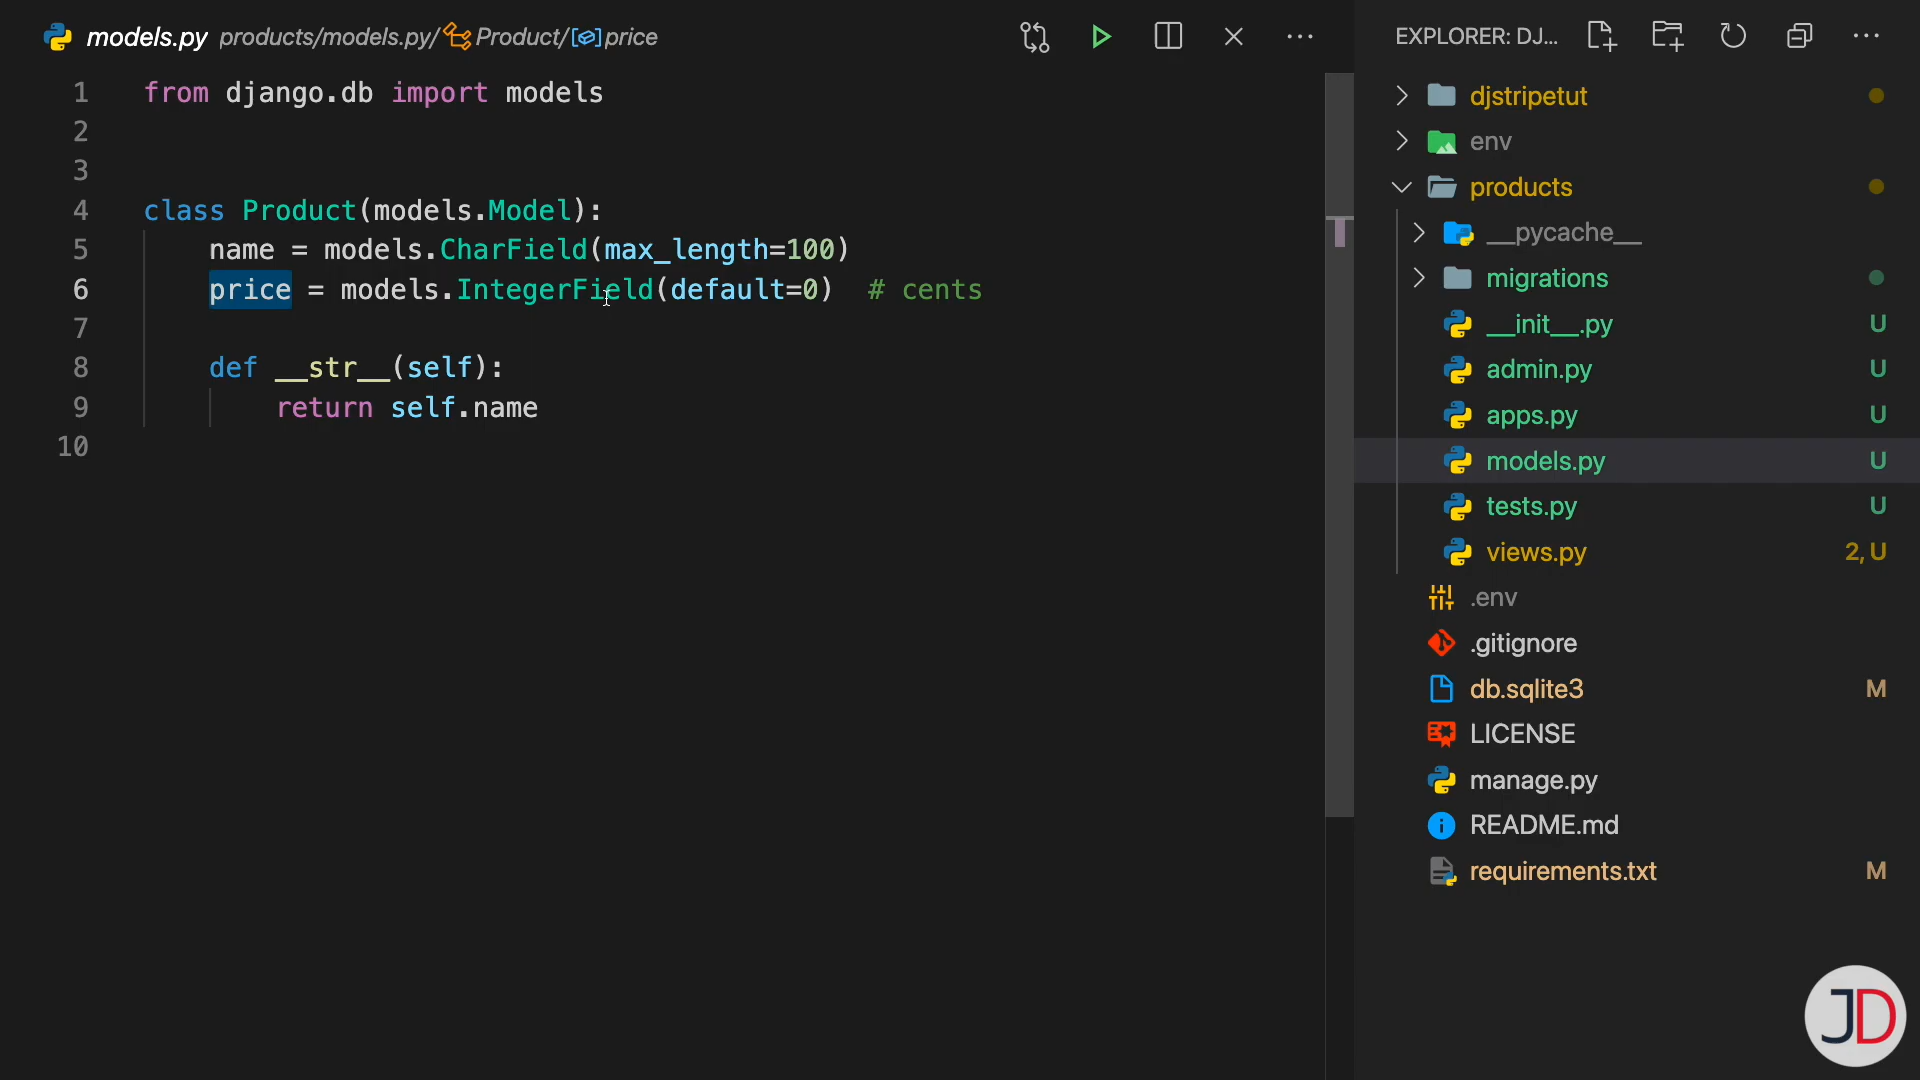 models.py products/models.py/ Product/ price
1 from django.db import models
2
3
4 class Product(models.Model):
5 name = models.CharField(max_length=100)
6 price = models.IntegerField(default=0) # cents
7
8 def __str__(self):
9 return self.name
10
EXPLORER: DJ...
djstripetut
env
products
__pycache__
migrations
__init__.py U
admin.py U
apps.py U
models.py U
tests.py U
views.py 2, U
.env
.gitignore
db.sqlite3 M
LICENSE
manage.py
README.md
requirements.txt M
JD